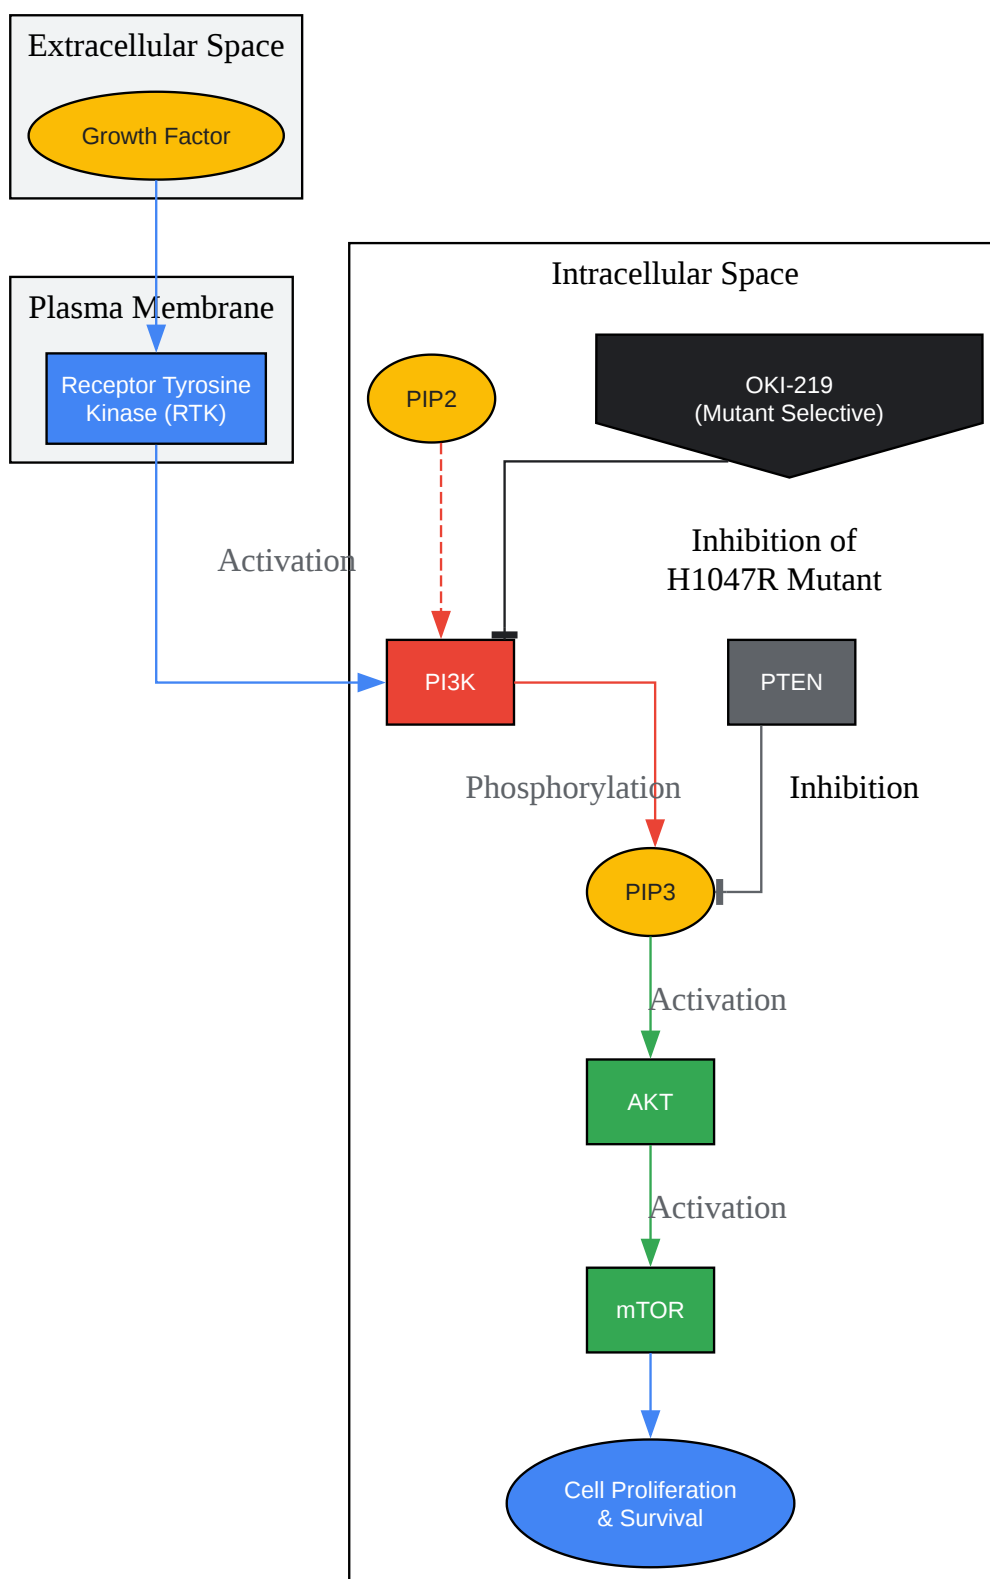 Extracellular Space
Growth Factor
Plasma Membrane
Receptor Tyrosine
Kinase (RTK)
Intracellular Space
PIP2
OKI-219
(Mutant Selective)
Activation
Inhibition of
H1047R Mutant
PI3K
PTEN
Phosphorylation
Inhibition
PIP3
Activation
AKT
Activation
mTOR
Cell Proliferation
& Survival